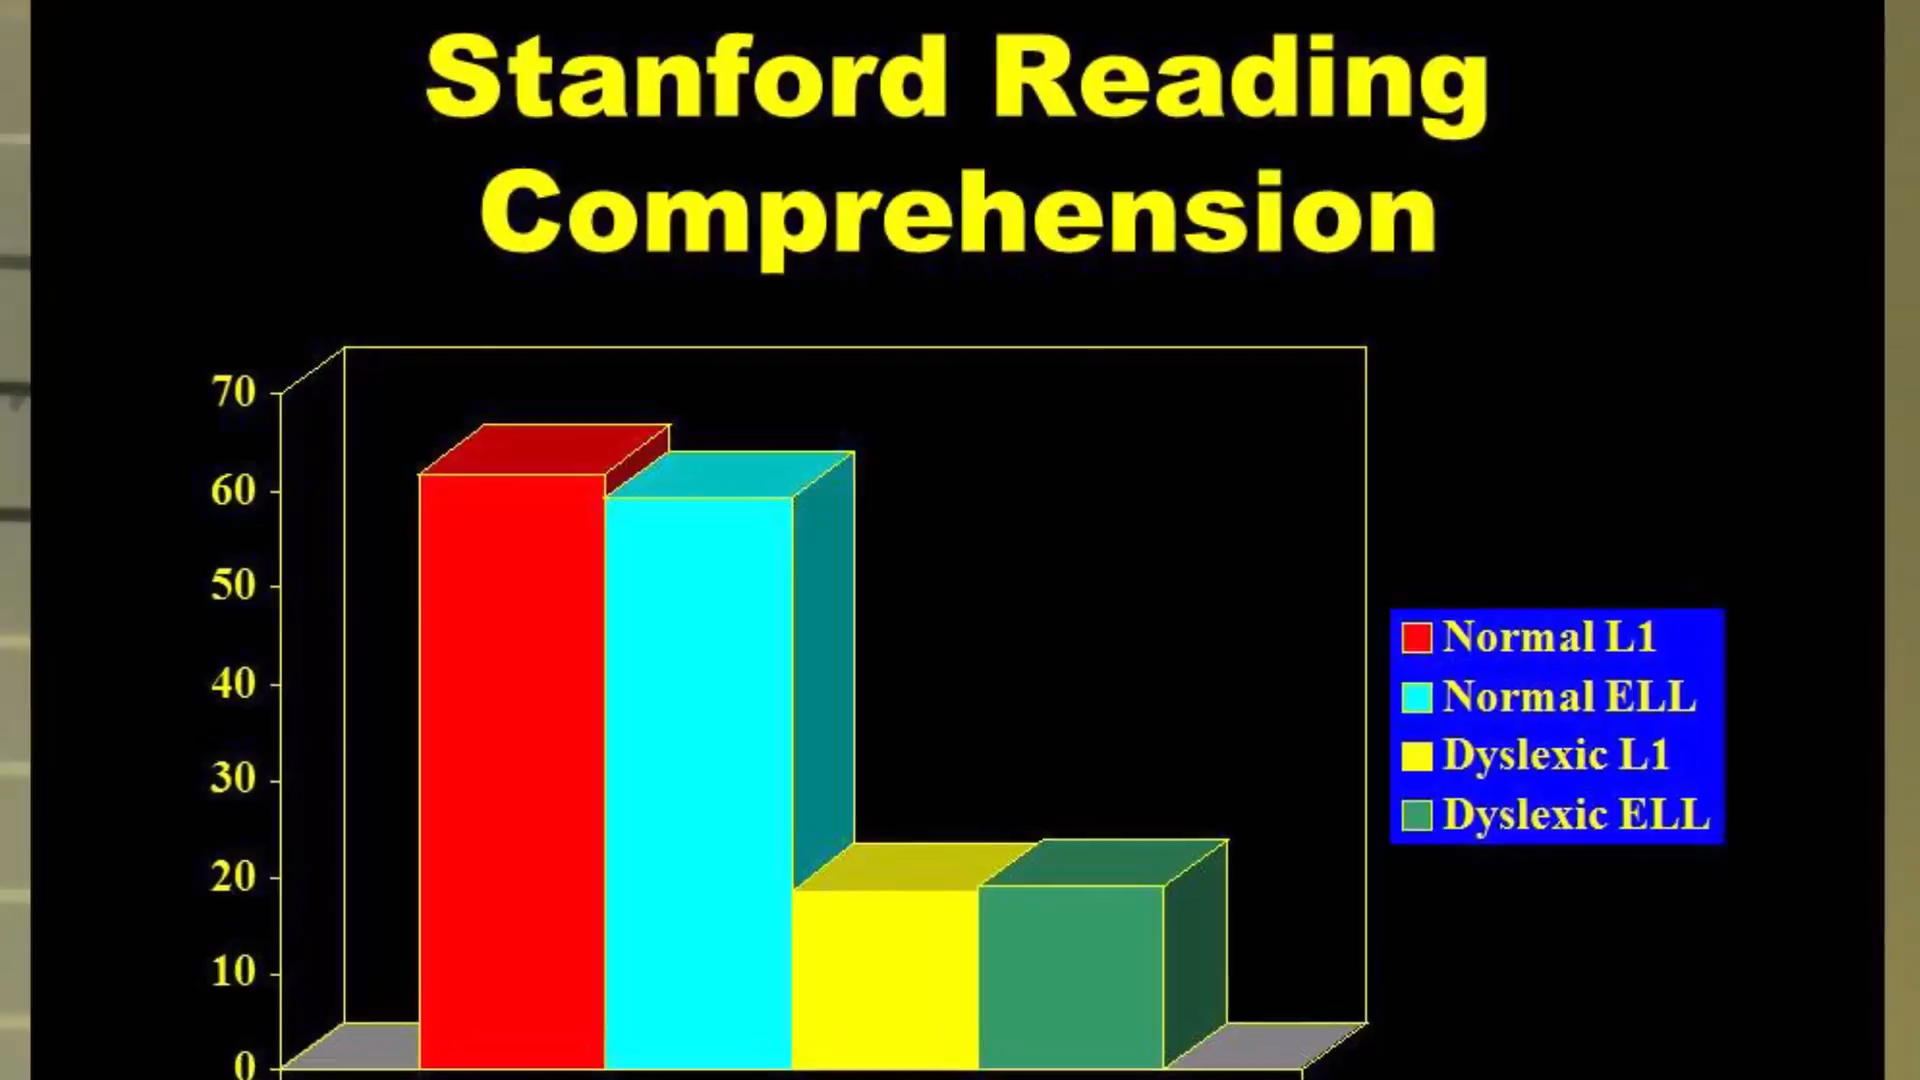 Stanford Reading
Comprehension
70
60
50
40
30
20
10
0
Normal L1
Normal ELL
Dyslexic L1
Dyslexic ELL